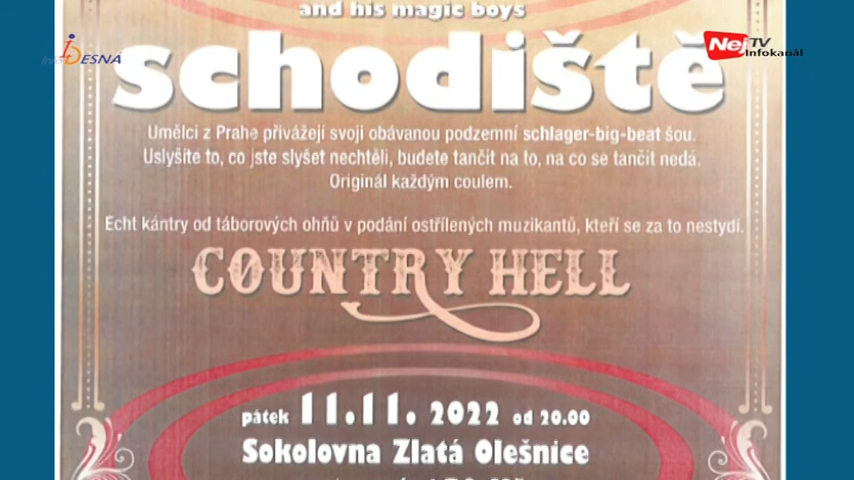 and his magic boys
schodiště
Umělci z Prahe přivážejí svoji obávanou podzemní schlager-big-beat šou.
Uslyšíte to, co jste slyšet nechtěli, budete tančit na to, na co se tančit nedá.
Originál každým coulem.
Echt kántry od táborových ohňů v podání ostřílených muzikantů, kteří se za to nestydí.
COUNTRY HELL
pátek 11.11. 2022 od 20.00
Sokolovna Zlatá Olešnice
Info DESNÁ
Nej TV
Infokanál